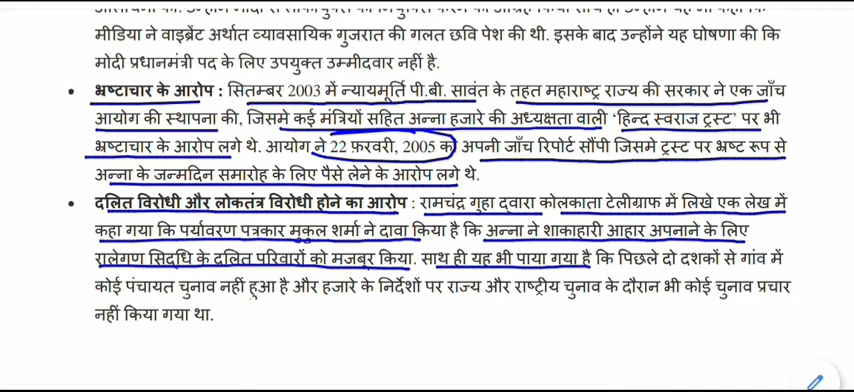 मीडिया ने वाइब्रेंट अर्थात व्यावसायिक गुजरात की गलत छवि पेश की थी. इसके बाद उन्होंने यह घोषणा की कि
मोदी प्रधानमंत्री पद के लिए उपयुक्त उम्मीदवार नहीं है.
• भ्रष्टाचार के आरोप : सितम्बर 2003 में न्यायमूर्ति पी.बी. सावंत के तहत महाराष्ट्र राज्य की सरकार ने एक जाँच
आयोग की स्थापना की, जिसमे कई मंत्रियों सहित अन्ना हजारे की अध्यक्षता वाली ‘हिन्द स्वराज ट्रस्ट’ पर भी
भ्रष्टाचार के आरोप लगे थे. आयोग ने 22 फ़रवरी, 2005 को अपनी जाँच रिपोर्ट सौंपी जिसमे ट्रस्ट पर भ्रष्ट रूप से
अन्ना के जन्मदिन समारोह के लिए पैसे लेने के आरोप लगे थे.
• दलित विरोधी और लोकतंत्र विरोधी होने का आरोप : रामचंद्र गुहा द्वारा कोलकाता टेलीग्राफ में लिखे एक लेख में
कहा गया कि पर्यावरण पत्रकार मुकुल शर्मा ने दावा किया है कि अन्ना ने शाकाहारी आहार अपनाने के लिए
रालेगण सिद्धि के दलित परिवारों को मजबूर किया. साथ ही यह भी पाया गया है कि पिछले दो दशकों से गांव में
कोई पंचायत चुनाव नहीं हुआ है और हजारे के निर्देशों पर राज्य और राष्ट्रीय चुनाव के दौरान भी कोई चुनाव प्रचार
नहीं किया गया था.